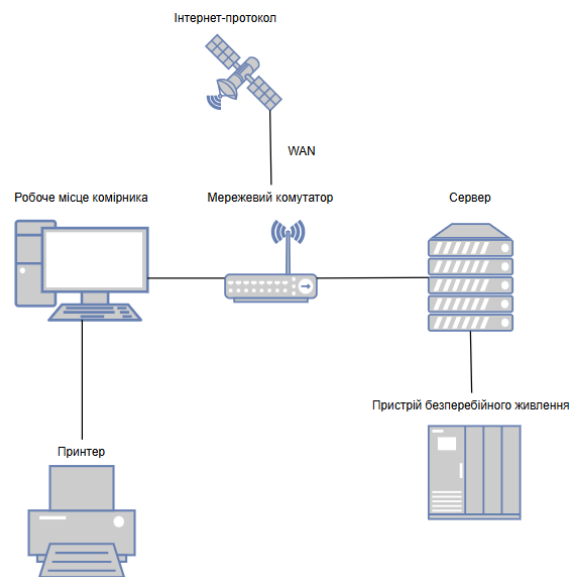 Інтернет-протокол
WAN
Робоче місце комірника
Мережевий комутатор
Сервер
Пристрій безперебійного живлення
Принтер